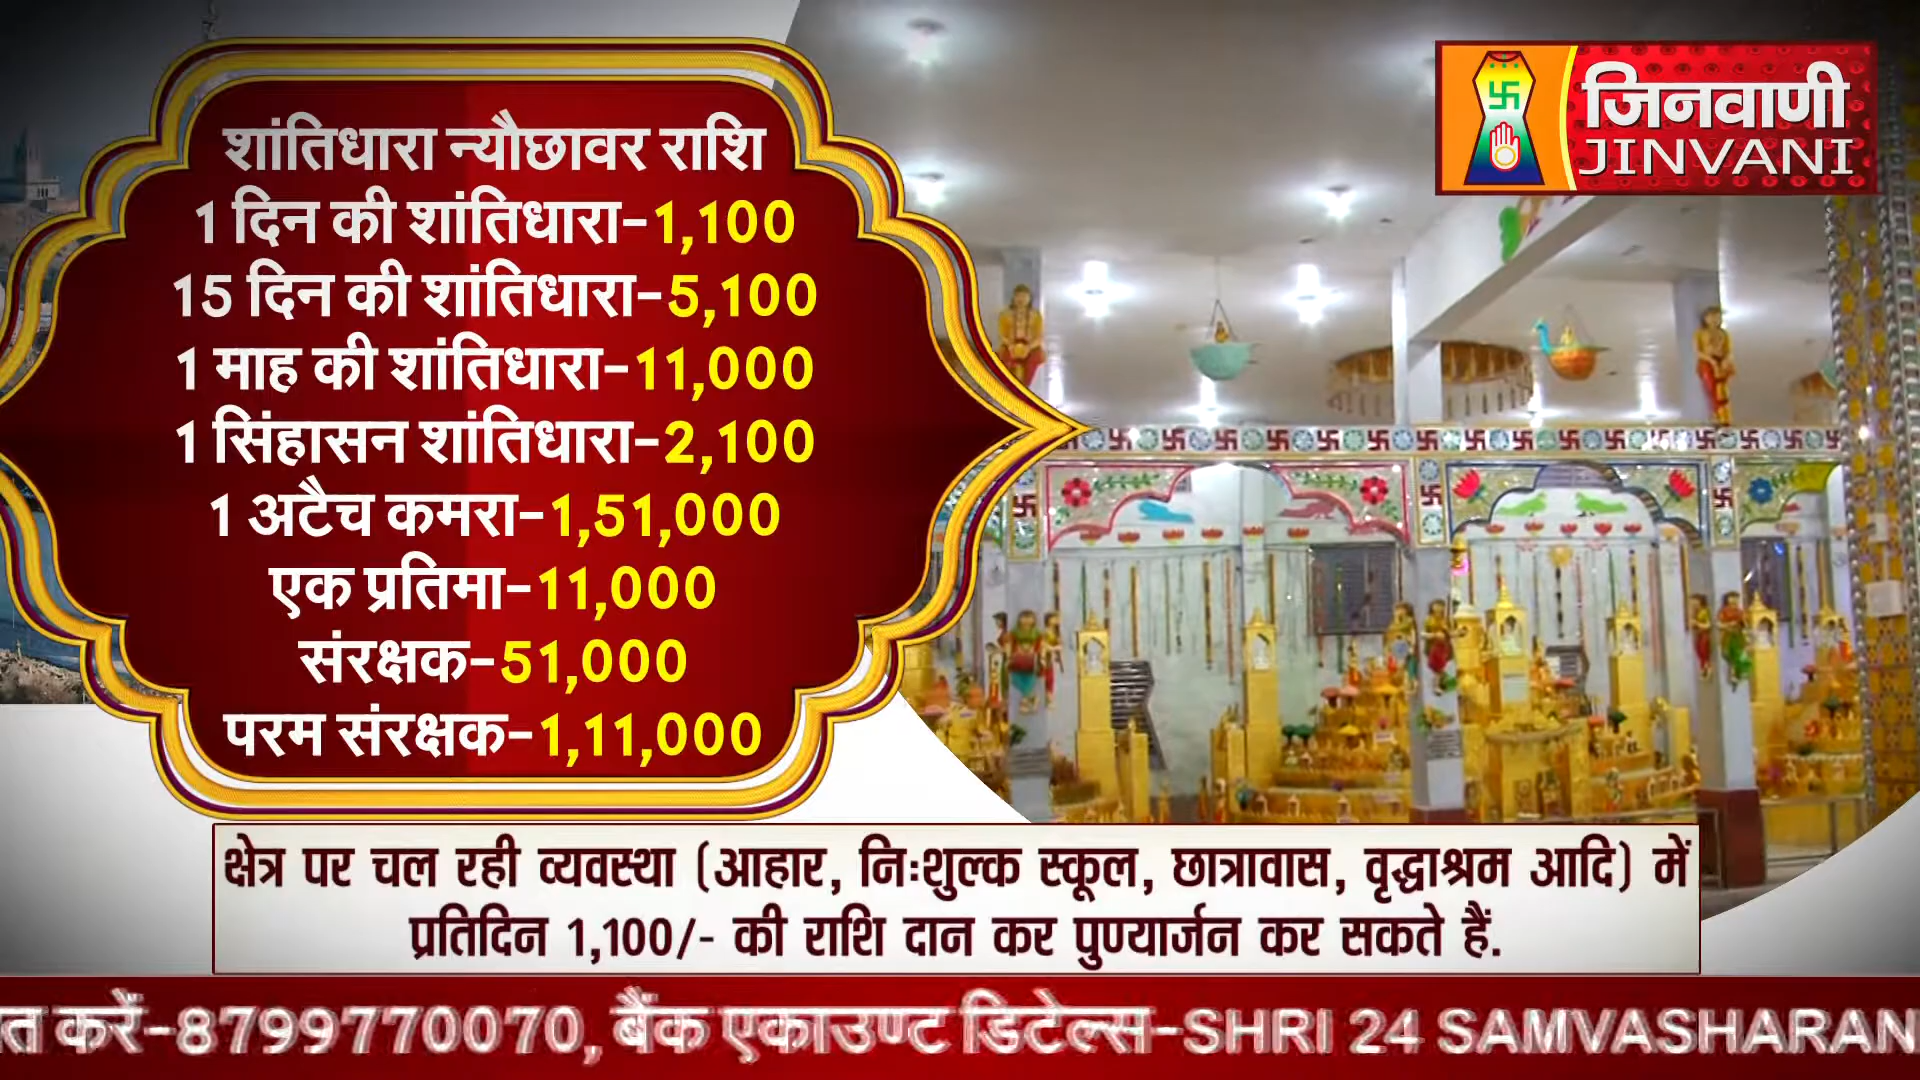 शांतिधारा न्यौछावर राशि
1 दिन की शांतिधारा-1,100
15 दिन की शांतिधारा-5,100
1 माह की शांतिधारा-11,000
1 सिंहासन शांतिधारा-2,100
1 अटैच कमरा-1,51,000
एक प्रतिमा-11,000
संरक्षक-51,000
परम संरक्षक-1,11,000
जिनवाणी
JINVANI
क्षेत्र पर चल रही व्यवस्था (आहार, निःशुल्क स्कूल, छात्रावास, वृद्धाश्रम आदि) में
प्रतिदिन 1,100/- की राशि दान कर पुण्यार्जन कर सकते हैं.
करें-8799770070, बैंक एकाउण्ट डिटेल्स-SHRI 24 SAMVASHARAN